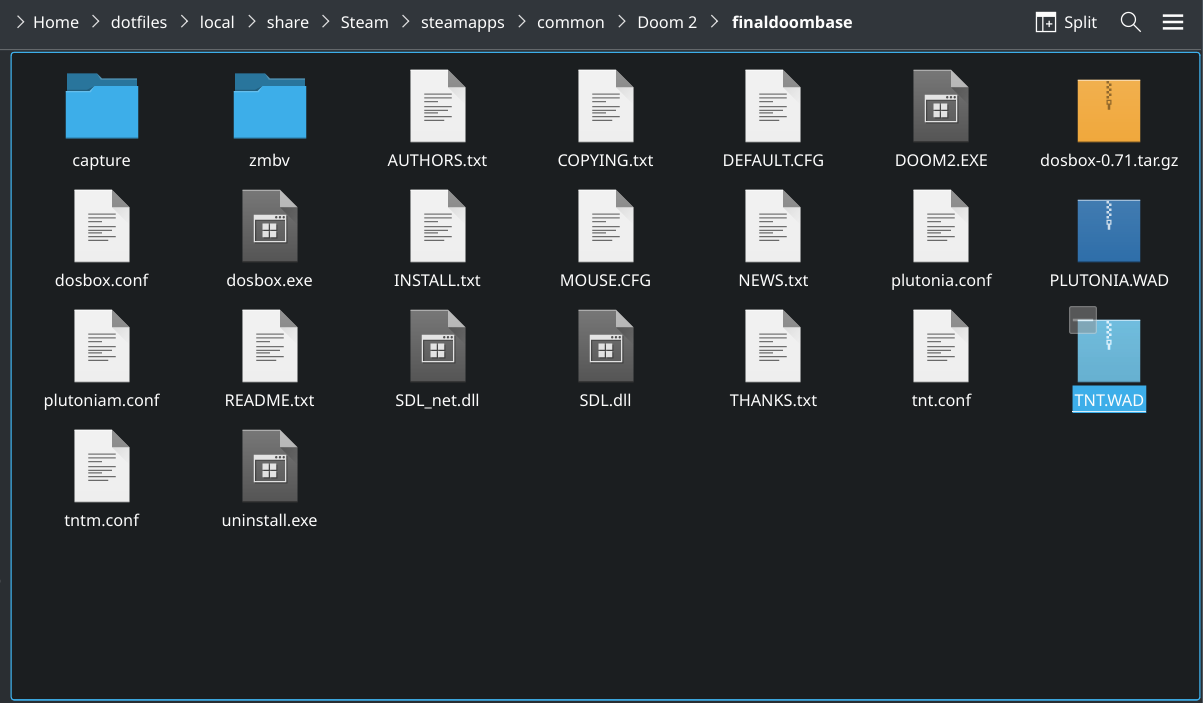 Home dotfiles local share Steam steamapps common Doom 2 finaldoombase Split
capture zmbv AUTHORS.txt COPYING.txt DEFAULT.CFG DOOM2.EXE dosbox-0.71.tar.gz
dosbox.conf dosbox.exe INSTALL.txt MOUSE.CFG NEWS.txt plutonia.conf PLUTONIA.WAD
plutoniam.conf README.txt SDL_net.dll SDL.dll THANKS.txt tnt.conf TNT.WAD
tntm.conf uninstall.exe